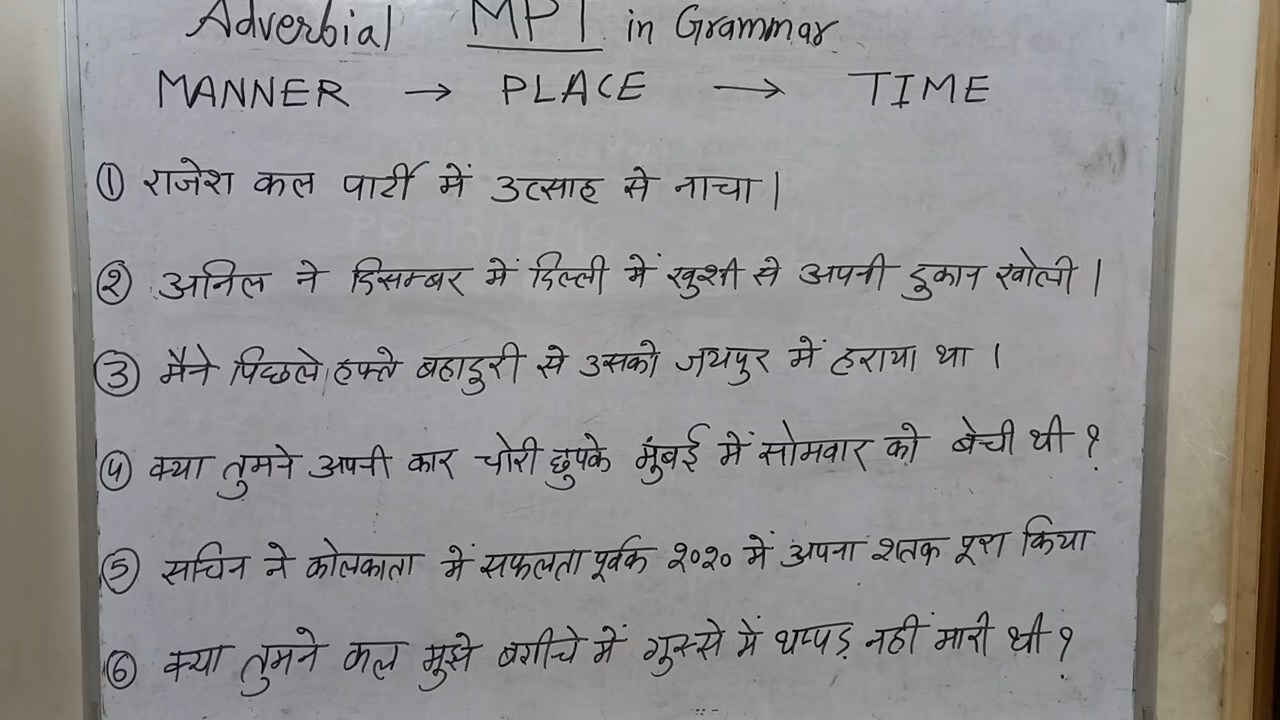 Adverbial MPT in Grammar
MANNER → PLACE → TIME
① राजेश कल पार्टी में उत्साह से नाचा |
② अनिल ने दिसम्बर में दिल्ली में खुशी से अपनी दुकान खोली |
③ मैने पिछले हफ्ते बहादुरी से उसको जयपुर में हराया था ।
④ क्या तुमने अपनी कार चोरी छुपके मुंबई में सोमवार को बेची थी ?
⑤ सचिन ने कोलकाता में सफलता पूर्वक २०२० में अपना शतक पूरा किया
⑥ क्या तुमने कल मुझे बगीचे में गुस्से में थप्पड़ नहीं मारी थी ?